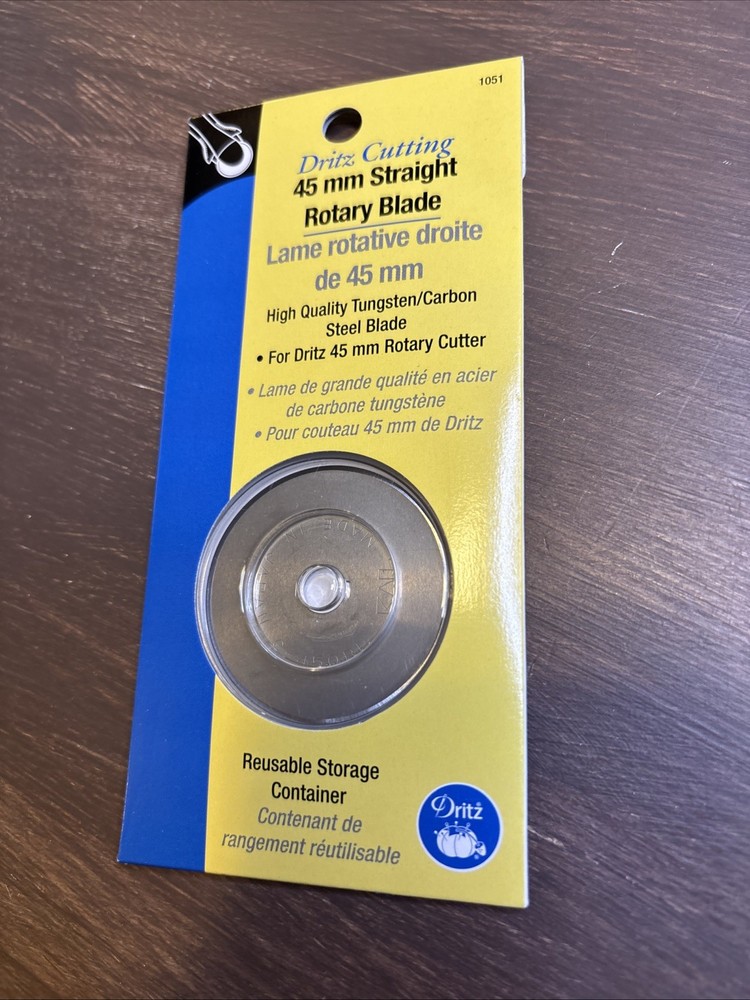 1051
Dritz Cutting
45 mm Straight
Rotary Blade
Lame rotative droite
de 45 mm
High Quality Tungsten/Carbon
Steel Blade
• For Dritz 45 mm Rotary Cutter
• Lame de grande qualité en acier
de carbone tungstène
• Pour couteau 45 mm de Dritz
Reusable Storage
Container
Contenant de
rangement réutilisable
Dritz®